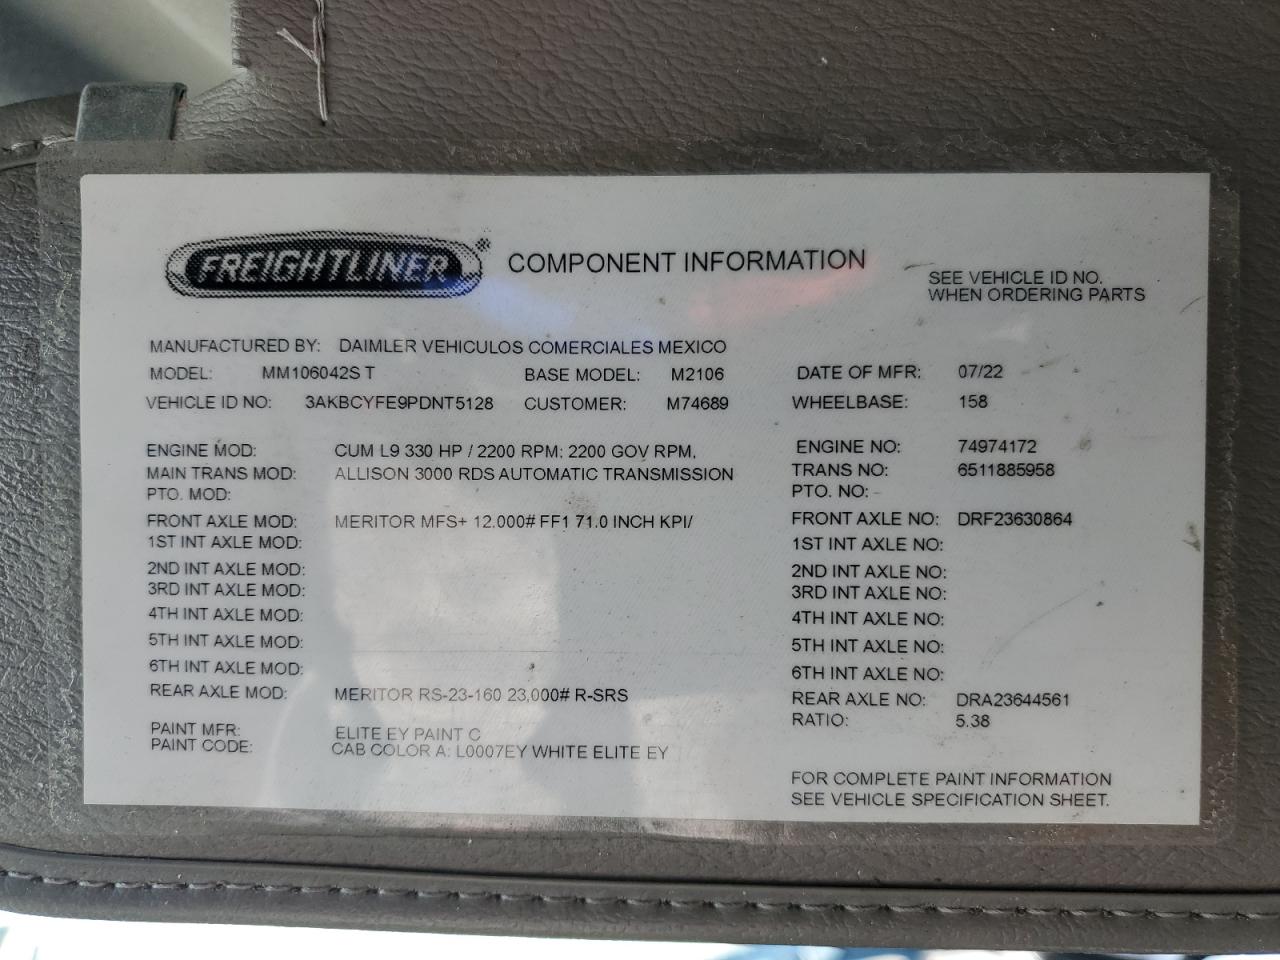 FREIGHTLINER ® COMPONENT INFORMATION
SEE VEHICLE ID NO.
WHEN ORDERING PARTS
MANUFACTURED BY: DAIMLER VEHICULOS COMERCIALES MEXICO
MODEL: MM106042S T BASE MODEL: M2106 DATE OF MFR: 07/22
VEHICLE ID NO: 3AKBCYFE9PDNT5128 CUSTOMER: M74689 WHEELBASE: 158
ENGINE MOD: CUM L9 330 HP / 2200 RPM; 2200 GOV RPM, ENGINE NO: 74974172
MAIN TRANS MOD: ALLISON 3000 RDS AUTOMATIC TRANSMISSION TRANS NO: 6511885958
PTO. MOD: PTO. NO:
FRONT AXLE MOD: MERITOR MFS+ 12,000# FF1 71.0 INCH KPI/ FRONT AXLE NO: DRF23630864
1ST INT AXLE MOD: 1ST INT AXLE NO:
2ND INT AXLE MOD: 2ND INT AXLE NO:
3RD INT AXLE MOD: 3RD INT AXLE NO:
4TH INT AXLE MOD: 4TH INT AXLE NO:
5TH INT AXLE MOD: 5TH INT AXLE NO:
6TH INT AXLE MOD: 6TH INT AXLE NO:
REAR AXLE MOD: MERITOR RS-23-160 23,000# R-SRS REAR AXLE NO: DRA23644561
RATIO: 5.38
PAINT MFR: ELITE EY PAINT C
PAINT CODE: CAB COLOR A: L0007EY WHITE ELITE EY
FOR COMPLETE PAINT INFORMATION
SEE VEHICLE SPECIFICATION SHEET.